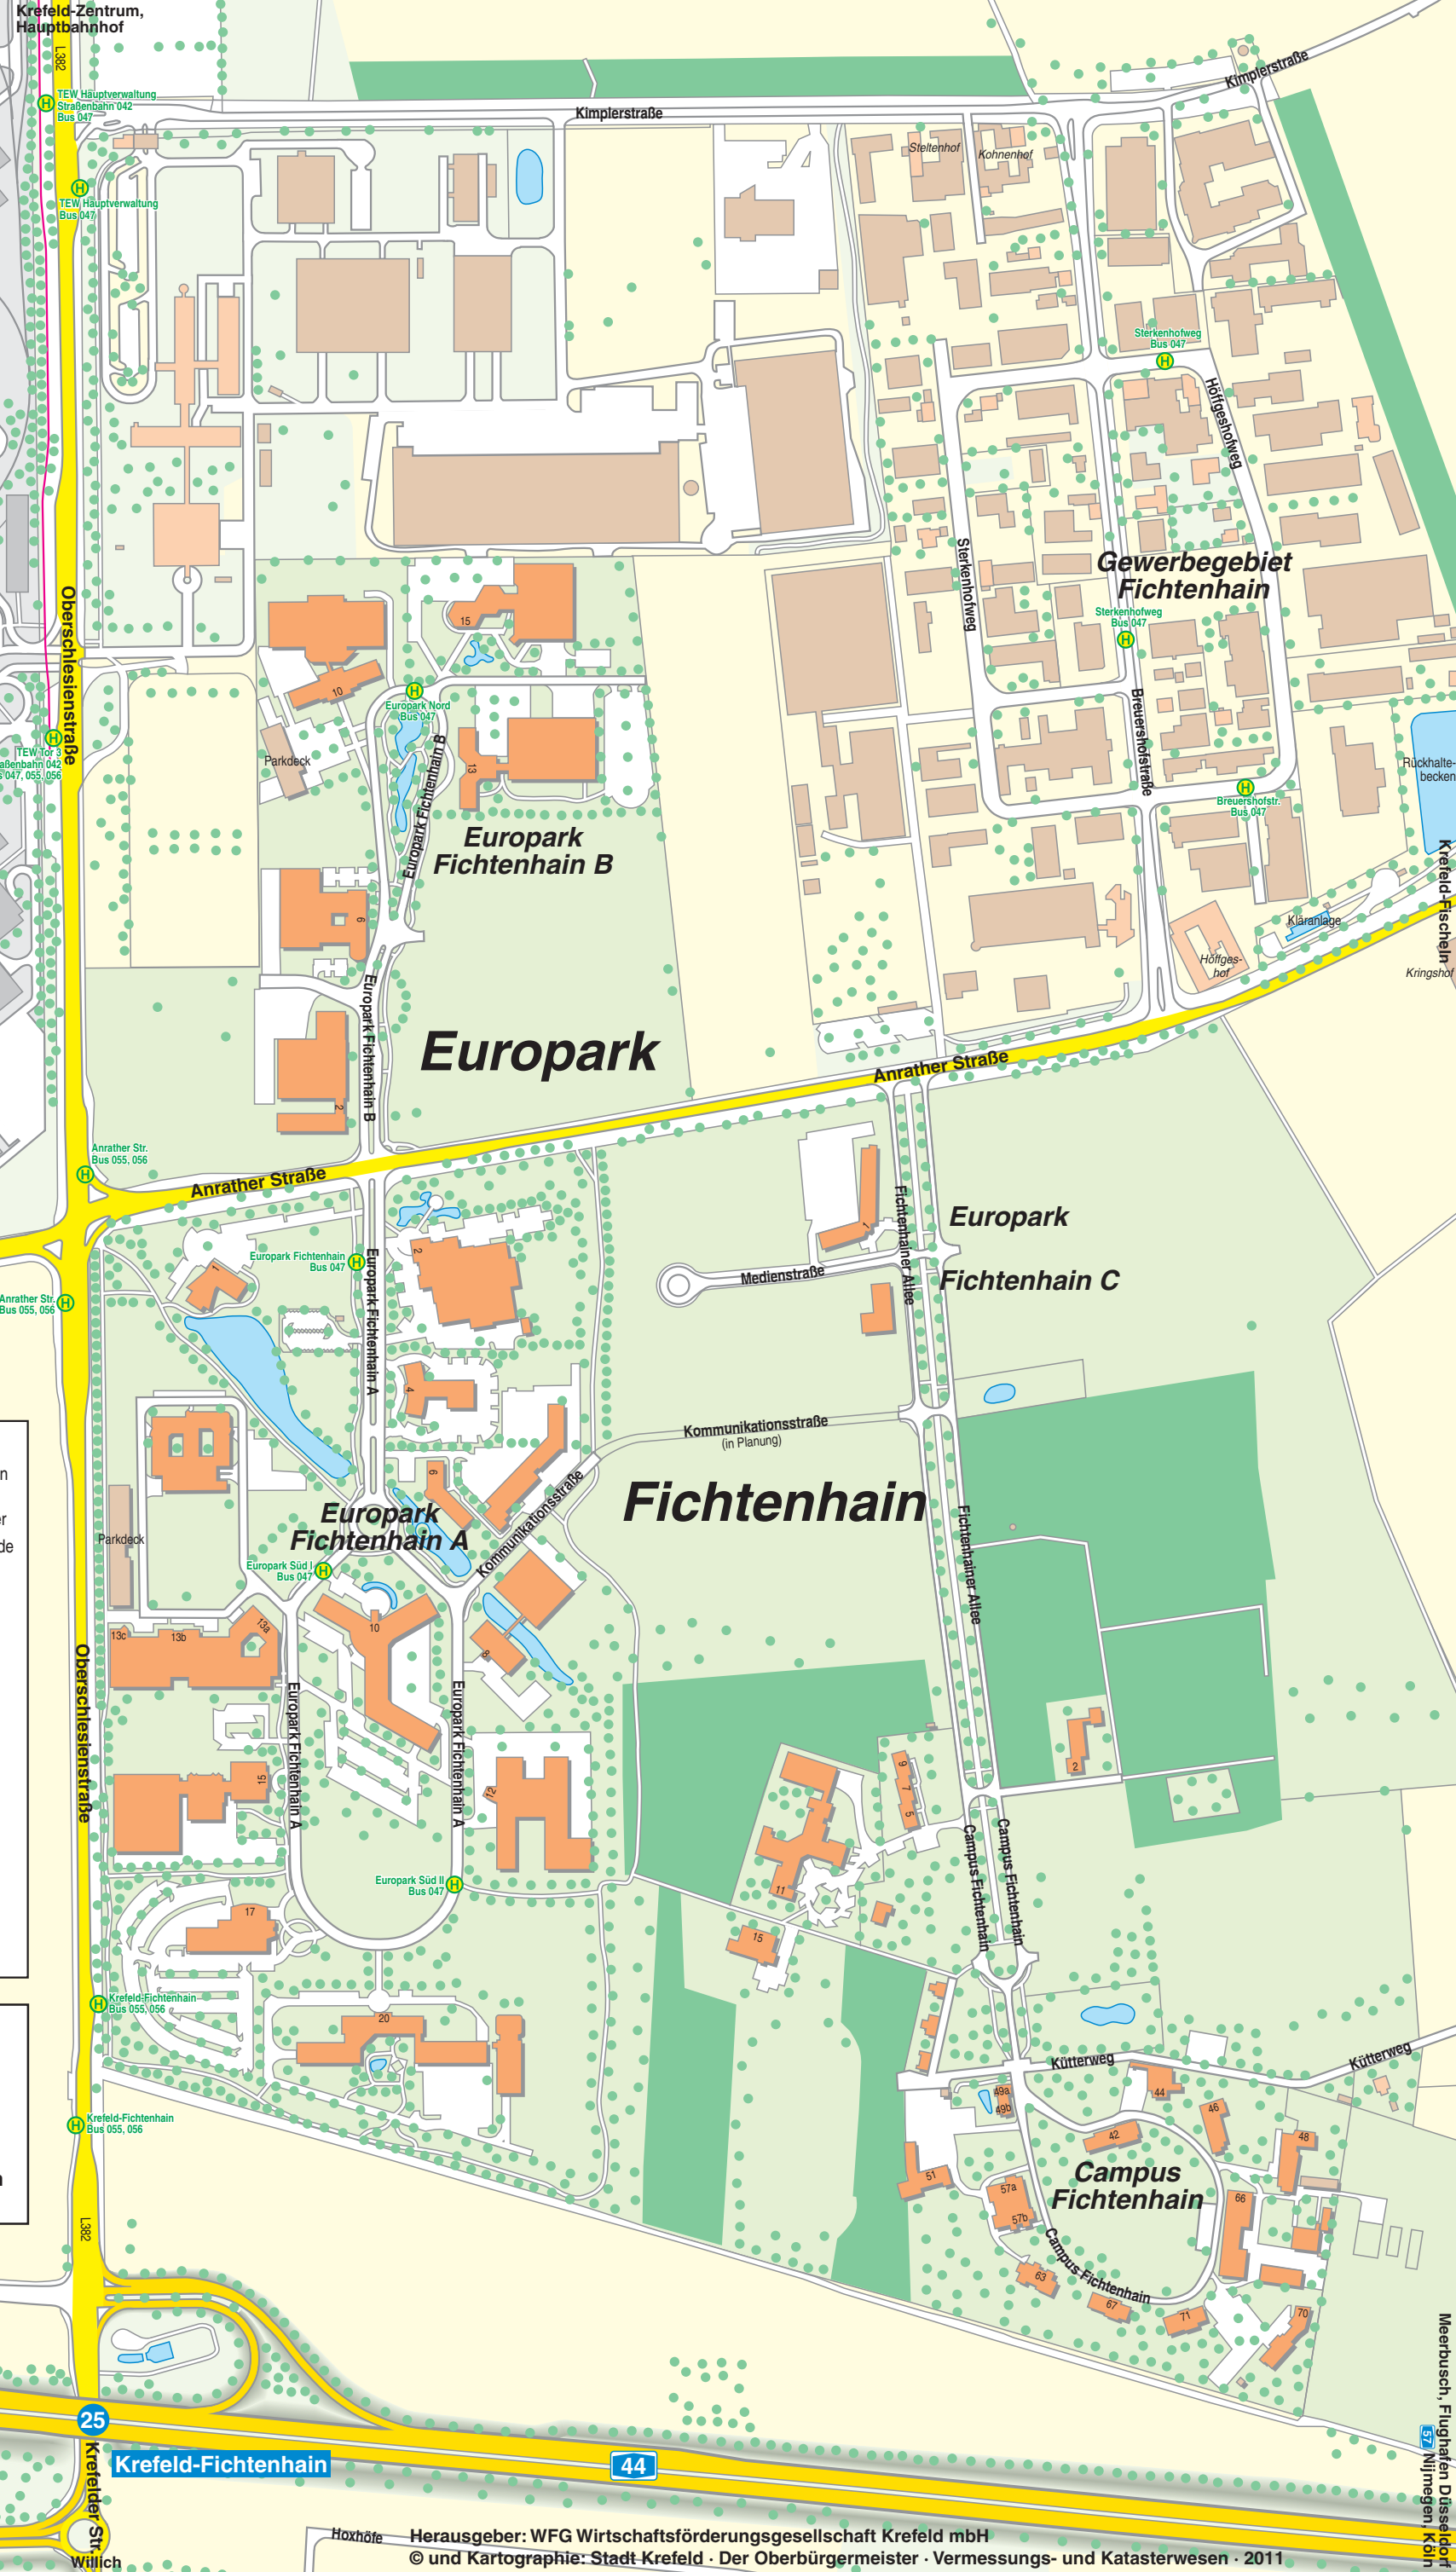 Krefeld-Zentrum,
Hauptbahnhof
L382
TEW Hauptverwaltung
Straßenbahn 042
Bus 047
Kimplerstraße
Kimplerstraße
Steltenhof
Kohnenhof
TEW Hauptverwaltung
Bus 047
Sterkenhofweg
Bus 047
Höffgeshofweg
Sterkenhofweg
Gewerbegebiet
Fichtenhain
Sterkenhofweg
Bus 047
Oberschlesienstraße
15
10
Europark Nord
Bus 047
Breuershofstraße
TEW Tor 3
aßenbahn 042
s 047, 055, 056
Parkdeck
13
Europark Fichtenhain B
Rückhalte-
becken
Breuershofstr.
Bus 047
Europark
Fichtenhain B
Krefeld-Fischeln
6
Kläranlage
Höffges-
hof
Kringshof
Europark Fichtenhain B
Europark
2
Anrather Straße
Anrather Str.
Bus 055, 056
Anrather Straße
1
Fichtenhainer Allee
Europark
Fichtenhain C
Medienstraße
Europark Fichtenhain
Bus 047
2
1
Anrather Str.
Bus 055, 056
Europark Fichtenhain A
4
Kommunikationsstraße
(in Planung)
n
er
de
6
Fichtenhain
Europark
Fichtenhain A
Kommunikationsstraße
Parkdeck
Europark Süd I
Bus 047
Fichtenhainer Allee
13c
13b
13a
10
8
Oberschlesienstraße
Europark Fichtenhain A
Europark Fichtenhain A
15
12
9
7
5
2
Campus Fichtenhain
Campus Fichtenhain
Europark Süd II
Bus 047
11
17
15
Krefeld-Fichtenhain
Bus 055, 056
20
Kütterweg
Kütterweg
49a
49b
44
46
42
48
Krefeld-Fichtenhain
Bus 055, 056
n
51
57a
57b
Campus
Fichtenhain
66
L382
63
67
71
70
Campus Fichtenhain
Meerbusch, Flughafen Düsseldorf
57 Nijmegen, Köln
25
Krefeld-Fichtenhain
44
Krefelder Str.
Willich
Hoxhöfe
Herausgeber: WFG Wirtschaftsförderungsgesellschaft Krefeld mbH
© und Kartographie: Stadt Krefeld · Der Oberbürgermeister · Vermessungs- und Katasterwesen · 2011